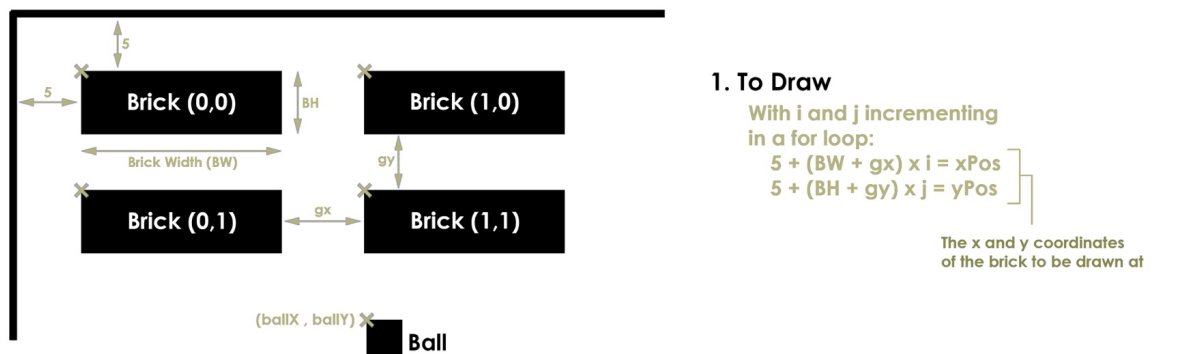 5
5
Brick (0,0)
BH
Brick (1,0)
Brick Width (BW)
gy
Brick (0,1)
gx
Brick (1,1)
(ballX , ballY)
Ball
1. To Draw
With i and j incrementing
in a for loop:
5 + (BW + gx) x i = xPos
5 + (BH + gy) x j = yPos
The x and y coordinates
of the brick to be drawn at